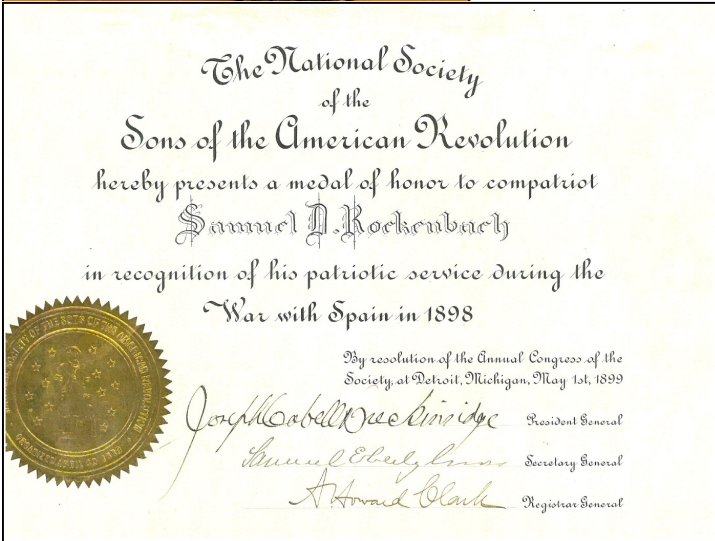 The National Society
of the
Sons of the American Revolution
hereby presents a medal of honor to compatriot
Samuel D. Rockenbach
in recognition of his patriotic service during the
War with Spain in 1898
By resolution of the Annual Congress of the
Society, at Detroit, Michigan, May 1st, 1899
Joseph Cabell Breckinridge President General
Samuel Eberly Gross Secretary General
A. Howard Clark Registrar General